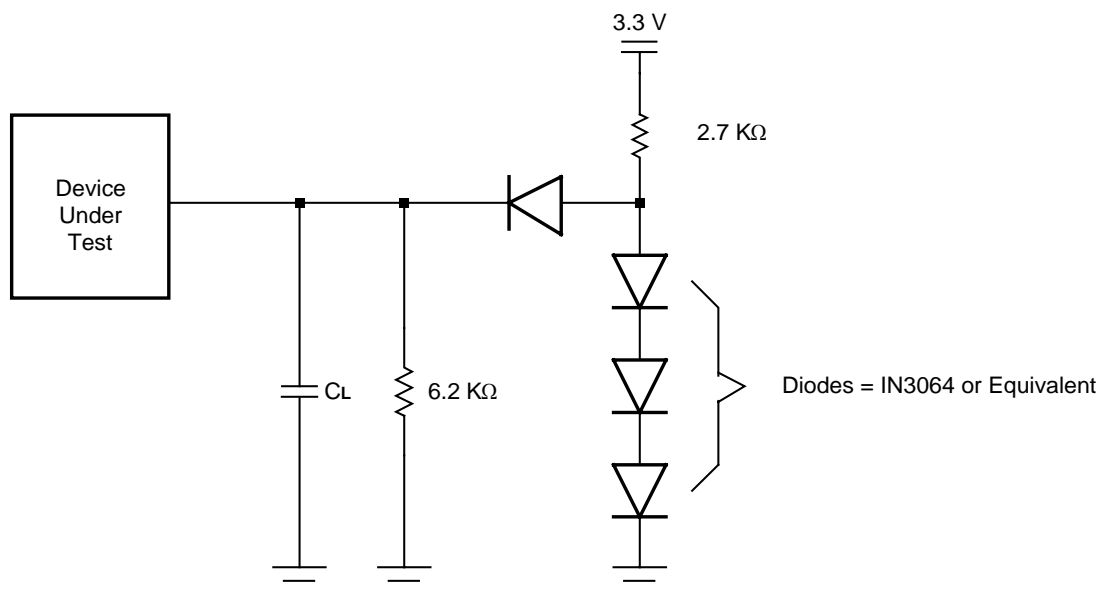 3.3 V
2.7 KΩ
Device
Under
Test
CL
6.2 KΩ
Diodes = IN3064 or Equivalent